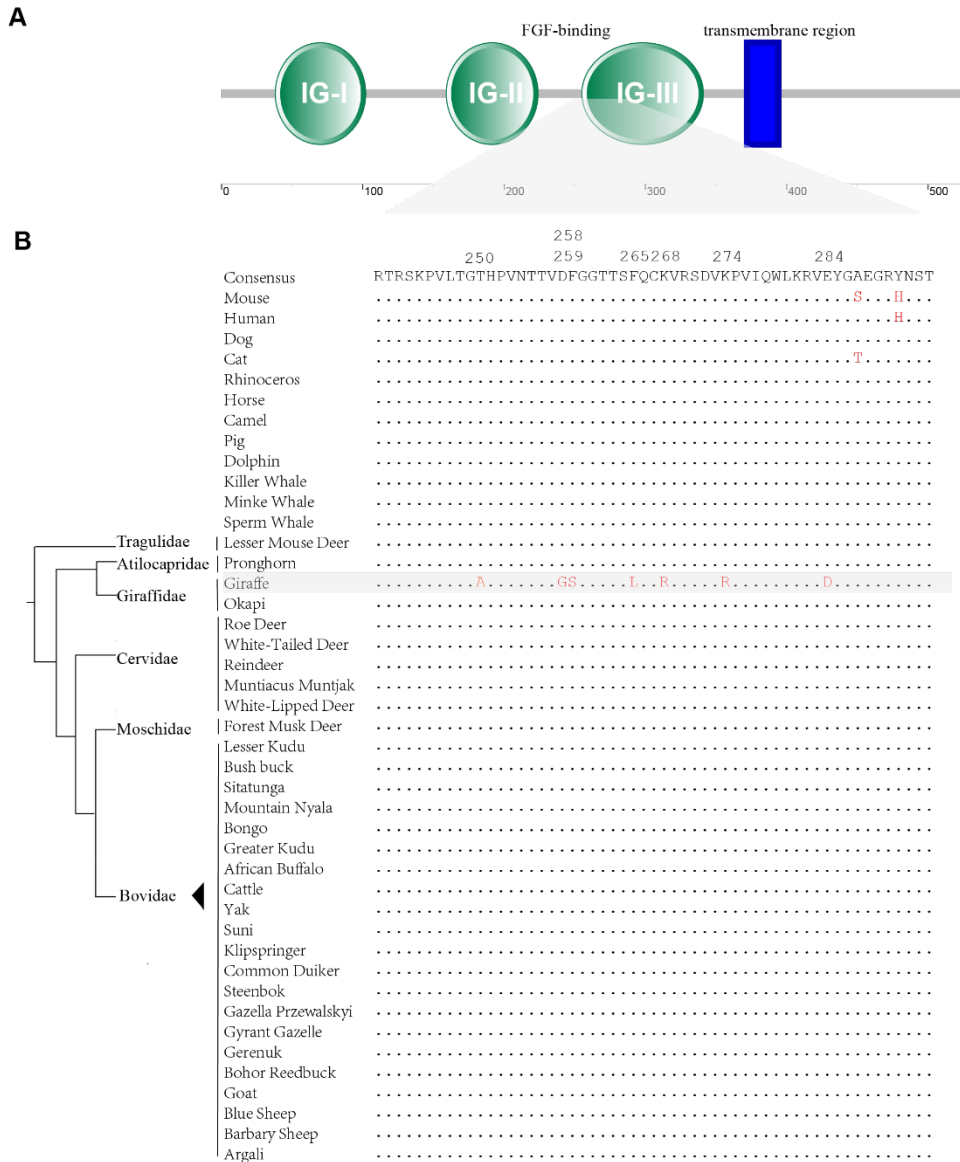 A
FGF-binding transmembrane region
IG-I IG-II IG-III
0 100 200 300 400 500
B
258
250 259 265 268 274 284
Consensus RTRSKPVLTGTHPVNTTVDFGGTTSFQCKVRSDVKPVIQWLKRVEYGAEGRYNST
Mouse S H
Human H
Dog
Cat T
Rhinoceros
Horse
Camel
Pig
Dolphin
Killer Whale
Minke Whale
Sperm Whale
Tragulidae Lesser Mouse Deer
Atilocapridae Pronghorn
Giraffe A GS L R R D
Giraffidae
Okapi
Roe Deer
White-Tailed Deer
Cervidae
Reindeer
Muntiacus Muntjak
White-Lipped Deer
Moschidae Forest Musk Deer
Lesser Kudu
Bush buck
Sitatunga
Mountain Nyala
Bongo
Greater Kudu
African Buffalo
Bovidae Cattle
Yak
Suni
Klipspringer
Common Duiker
Steenbok
Gazella Przewalskyi
Gyrant Gazelle
Gerenuk
Bohor Reedbuck
Goat
Blue Sheep
Barbary Sheep
Argali